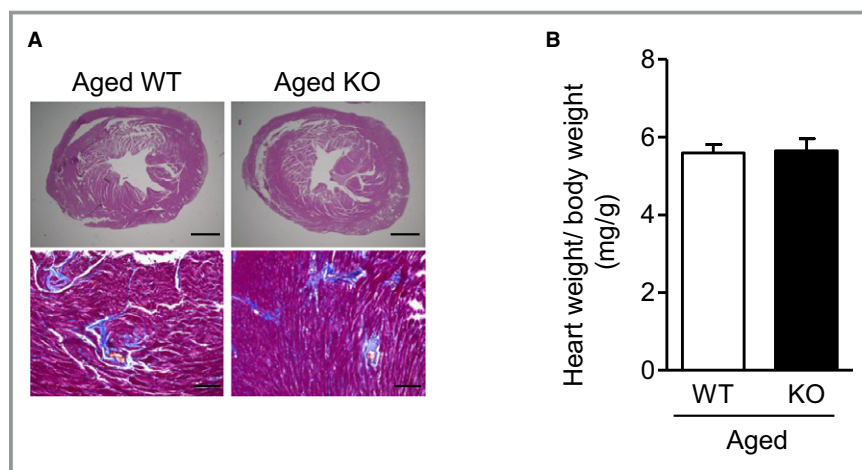 A
Aged WT
Aged KO
B
Heart weight/ body weight
(mg/g)
8
6
4
2
0
WT
KO
Aged